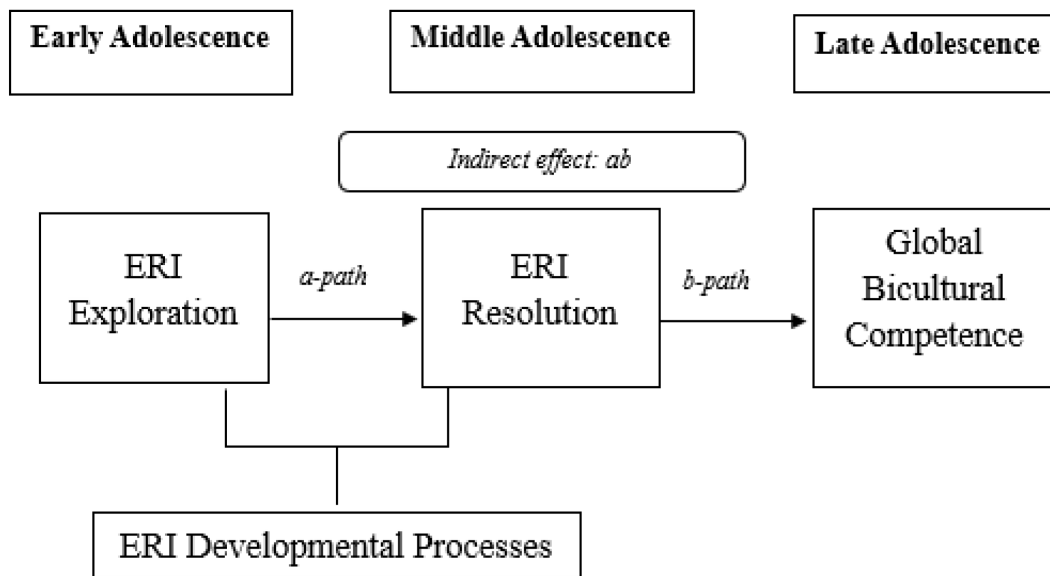 Early Adolescence
Middle Adolescence
Late Adolescence
Indirect effect: ab
ERI
Exploration
a-path
ERI
Resolution
b-path
Global
Bicultural
Competence
ERI Developmental Processes